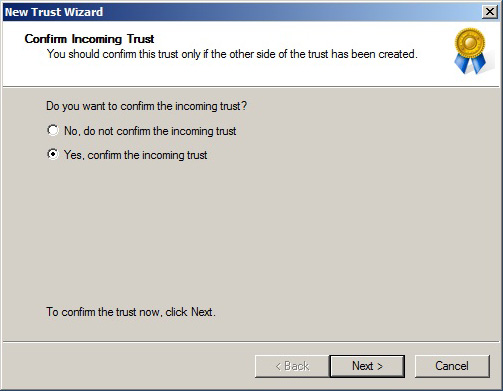 New Trust Wizard
Confirm Incoming Trust
You should confirm this trust only if the other side of the trust has been created.
Do you want to confirm the incoming trust?
No, do not confirm the incoming trust
Yes, confirm the incoming trust
To confirm the trust now, click Next.
< Back Next > Cancel